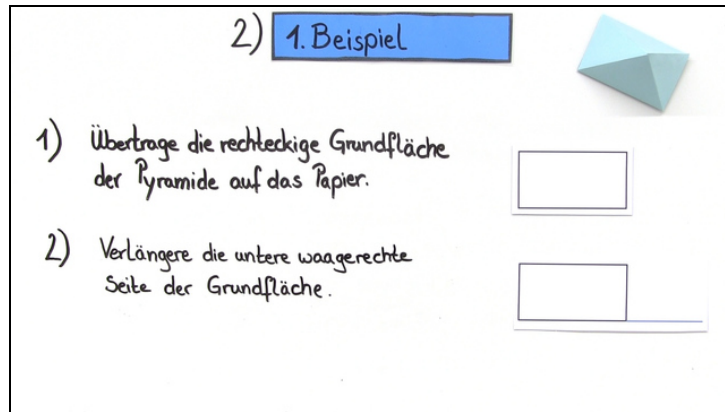 2) 1. Beispiel
1) Übertrage die rechteckige Grundfläche
der Pyramide auf das Papier.
2) Verlängere die untere waagerechte
Seite der Grundfläche.